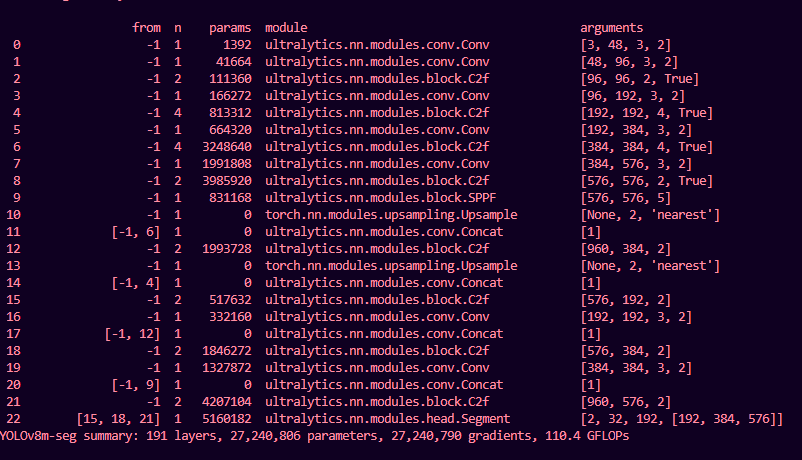 from n params module arguments
0 -1 1 1392 ultralytics.nn.modules.conv.Conv [3, 48, 3, 2]
1 -1 1 41664 ultralytics.nn.modules.conv.Conv [48, 96, 3, 2]
2 -1 2 111360 ultralytics.nn.modules.block.C2f [96, 96, 2, True]
3 -1 1 166272 ultralytics.nn.modules.conv.Conv [96, 192, 3, 2]
4 -1 4 813312 ultralytics.nn.modules.block.C2f [192, 192, 4, True]
5 -1 1 664320 ultralytics.nn.modules.conv.Conv [192, 384, 3, 2]
6 -1 4 3248640 ultralytics.nn.modules.block.C2f [384, 384, 4, True]
7 -1 1 1991808 ultralytics.nn.modules.conv.Conv [384, 576, 3, 2]
8 -1 2 3985920 ultralytics.nn.modules.block.C2f [576, 576, 2, True]
9 -1 1 831168 ultralytics.nn.modules.block.SPPF [576, 576, 5]
10 -1 1 0 torch.nn.modules.upsampling.Upsample [None, 2, 'nearest']
11 [-1, 6] 1 0 ultralytics.nn.modules.conv.Concat [1]
12 -1 2 1993728 ultralytics.nn.modules.block.C2f [960, 384, 2]
13 -1 1 0 torch.nn.modules.upsampling.Upsample [None, 2, 'nearest']
14 [-1, 4] 1 0 ultralytics.nn.modules.conv.Concat [1]
15 -1 2 517632 ultralytics.nn.modules.block.C2f [576, 192, 2]
16 -1 1 332160 ultralytics.nn.modules.conv.Conv [192, 192, 3, 2]
17 [-1, 12] 1 0 ultralytics.nn.modules.conv.Concat [1]
18 -1 2 1846272 ultralytics.nn.modules.block.C2f [576, 384, 2]
19 -1 1 1327872 ultralytics.nn.modules.conv.Conv [384, 384, 3, 2]
20 [-1, 9] 1 0 ultralytics.nn.modules.conv.Concat [1]
21 -1 2 4207104 ultralytics.nn.modules.block.C2f [960, 576, 2]
22 [15, 18, 21] 1 5160182 ultralytics.nn.modules.head.Segment [2, 32, 192, [192, 384, 576]]
YOLOv8m-seg summary: 191 layers, 27,240,806 parameters, 27,240,790 gradients, 110.4 GFLOPs